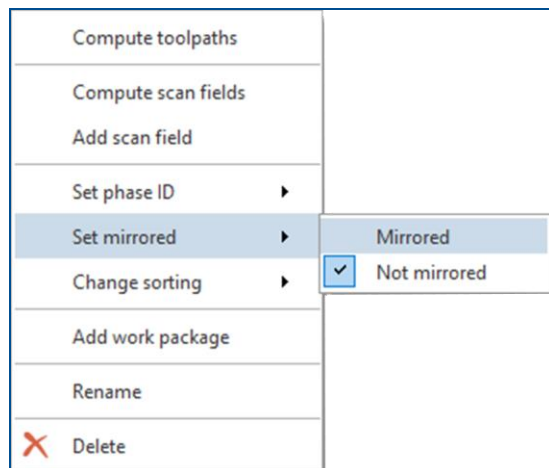 Compute toolpaths
Compute scan fields
Add scan field
Set phase ID
Set mirrored
Mirrored
Not mirrored
Change sorting
Add work package
Rename
Delete